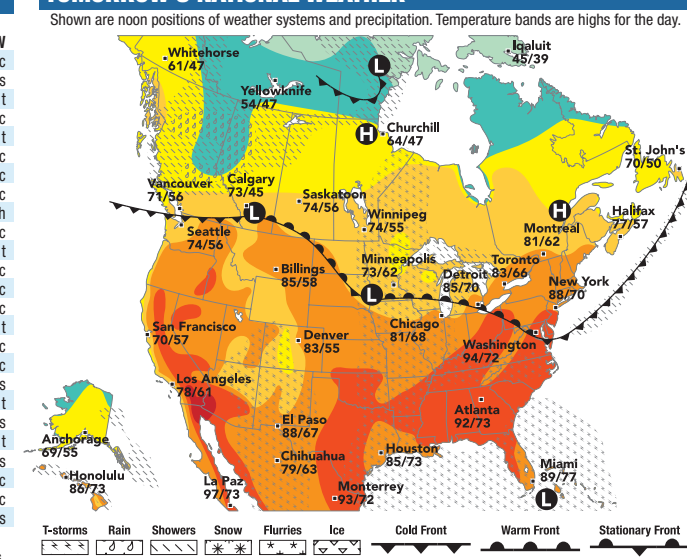 TOMORROW'S NATIONAL WEATHER
Shown are noon positions of weather systems and precipitation. Temperature bands are highs for the day.
W
c
s
t
c
t
c
c
c
h
c
t
c
c
c
t
c
c
s
t
s
t
s
c
c
s
Whitehorse
61/47
Iqaluit
45/39
L
Yellowknife
54/47
H
Churchill
64/47
St. John's
70/50
Vancouver
71/56
Calgary
73/45
Saskatoon
74/56
L
Winnipeg
74/55
H
Halifax
77/57
Montreal
81/62
Seattle
74/56
Billings
85/58
Minneapolis
73/62
Toronto
83/66
Detroit
85/70
New York
88/70
L
San Francisco
70/57
Denver
83/55
Chicago
81/68
Washington
94/72
Los Angeles
78/61
Atlanta
92/73
El Paso
88/67
Anchorage
69/55
Chihuahua
79/63
Houston
85/73
Miami
89/77
Honolulu
86/73
La Paz
97/73
Monterrey
93/72
L
T-storms Rain Showers Snow Flurries Ice Cold Front Warm Front Stationary Front